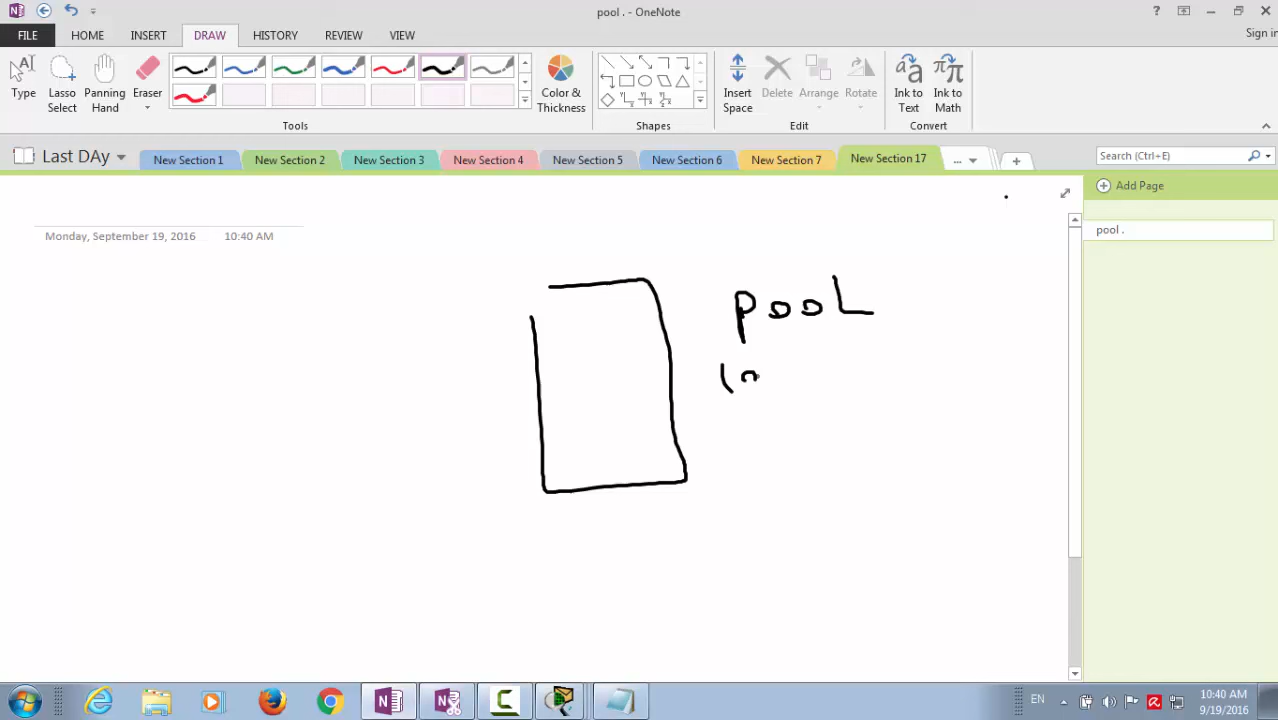 pool . - OneNote
? 
FILE HOME INSERT DRAW HISTORY REVIEW VIEW Sign in
Type
Lasso Select
Panning Hand
Eraser
Color & Thickness
Insert Space
Delete
Arrange
Rotate
Ink to Text
Ink to Math
Tools Shapes Edit Convert
Last DAy New Section 1 New Section 2 New Section 3 New Section 4 New Section 5 New Section 6 New Section 7 New Section 17 ... Search (Ctrl+E)
Add Page
pool .
Monday, September 19, 2016 10:40 AM
pooL
EN 10:40 AM
9/19/2016